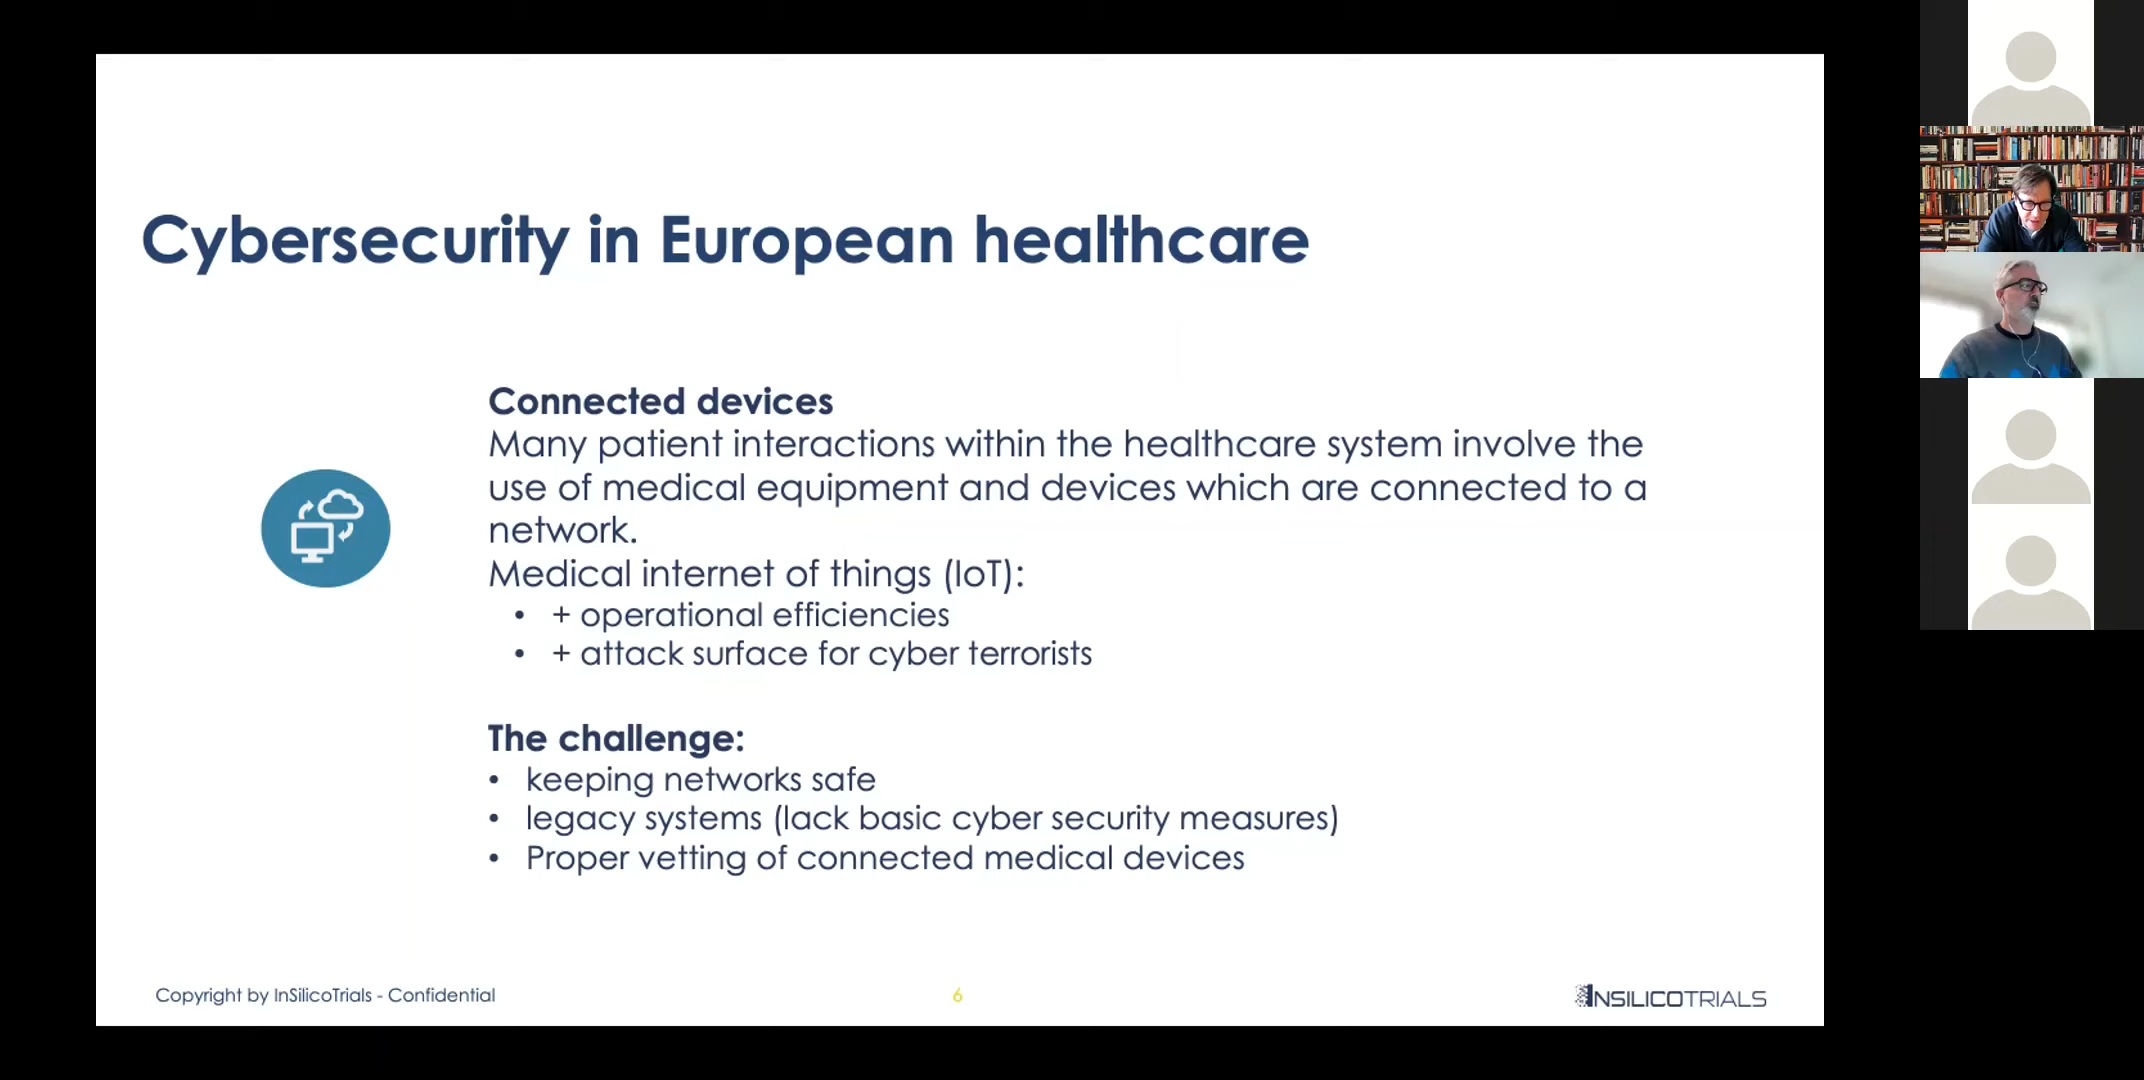 Cybersecurity in European healthcare
Connected devices
Many patient interactions within the healthcare system involve the
use of medical equipment and devices which are connected to a
network.
Medical internet of things (IoT):
• + operational efficiencies
• + attack surface for cyber terrorists
The challenge:
• keeping networks safe
• legacy systems (lack basic cyber security measures)
• Proper vetting of connected medical devices
Copyright by InSilicoTrials - Confidential
6
INSILICOTRIALS